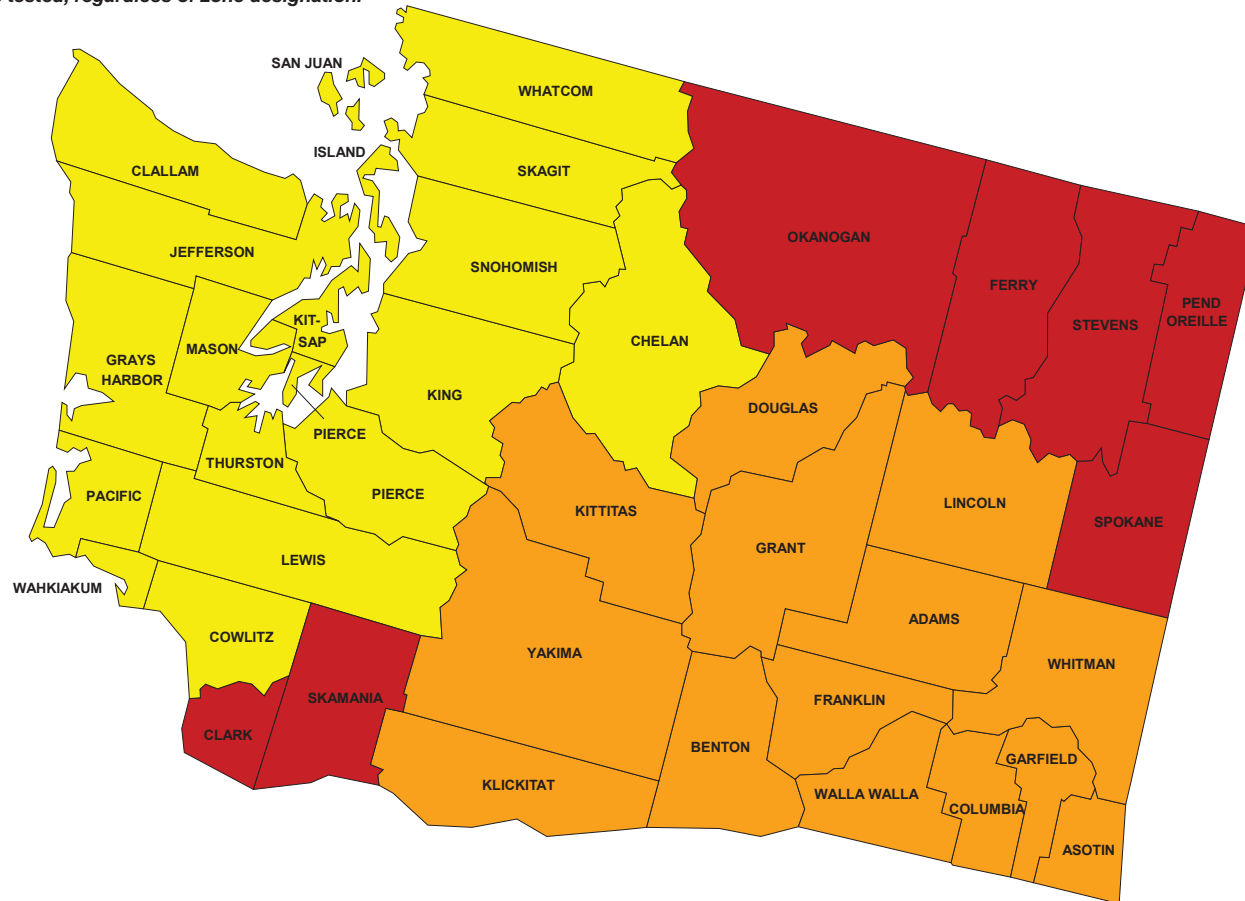 tested, regardless of zone designation.
SAN JUAN
WHATCOM
ISLAND
SKAGIT
CLALLAM
OKANOGAN
JEFFERSON
SNOHOMISH
FERRY
PEND
OREILLE
STEVENS
KIT-
SAP
MASON
CHELAN
GRAYS
HARBOR
KING
DOUGLAS
PIERCE
THURSTON
PIERCE
PACIFIC
KITTITAS
LINCOLN
SPOKANE
GRANT
LEWIS
WAHKIAKUM
ADAMS
COWLITZ
YAKIMA
WHITMAN
SKAMANIA
FRANKLIN
CLARK
BENTON
GARFIELD
KLICKITAT
WALLA WALLA
COLUMBIA
ASOTIN